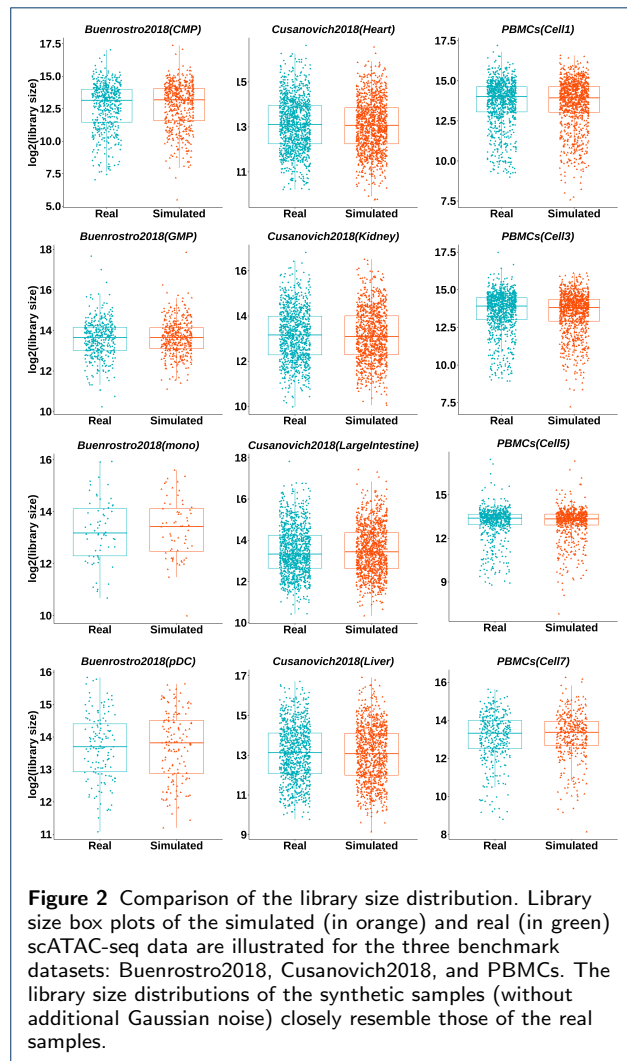 Buenrostro2018(CMP)
Cusanovich2018(Heart)
PBMCs(Cell1)
log2(library size)
17.5
15.0
12.5
10.0
7.5
5.0
15
13
11
17.5
15.0
12.5
10.0
7.5
Real
Simulated
Real
Simulated
Real
Simulated
Buenrostro2018(GMP)
Cusanovich2018(Kidney)
PBMCs(Cell3)
log2(library size)
18
16
14
12
10
16
14
12
10
17.5
15.0
12.5
10.0
7.5
Real
Simulated
Real
Simulated
Real
Simulated
Buenrostro2018(mono)
Cusanovich2018(LargeIntestine)
PBMCs(Cell5)
log2(library size)
16
14
12
10
18
16
14
12
10
15
13
9
Real
Simulated
Real
Simulated
Real
Simulated
Buenrostro2018(pDC)
Cusanovich2018(Liver)
PBMCs(Cell7)
log2(library size)
16
15
14
13
12
11
17
15
13
11
9
16
14
12
10
8
Real
Simulated
Real
Simulated
Real
Simulated
Figure 2 Comparison of the library size distribution. Library
size box plots of the simulated (in orange) and real (in green)
scATAC-seq data are illustrated for the three benchmark
datasets: Buenrostro2018, Cusanovich2018, and PBMCs. The
library size distributions of the synthetic samples (without
additional Gaussian noise) closely resemble those of the real
samples.